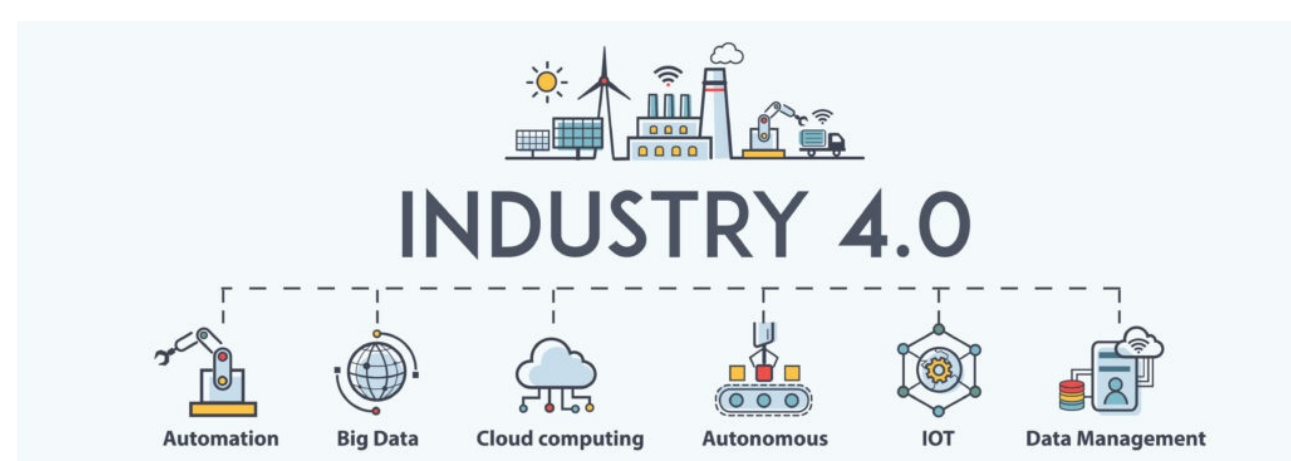 INDUSTRY 4.0
Automation
Big Data
Cloud computing
Autonomous
IOT
Data Management